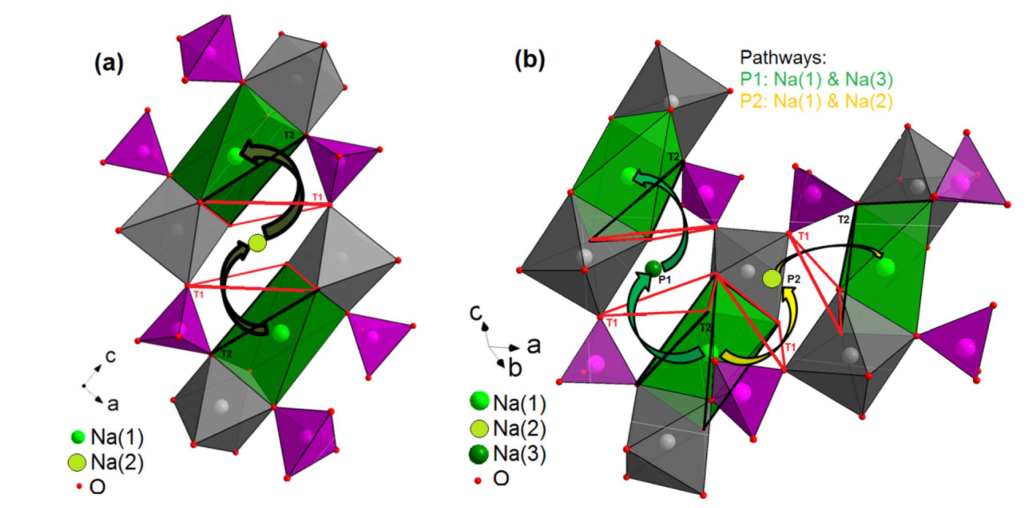 (a)
T2
T1
T1
T2
c
a
Na(1)
Na(2)
O
(b)
Pathways:
P1: Na(1) & Na(3)
P2: Na(1) & Na(2)
T2
T2
T1
P1
P2
T1
T2
T1
c
a
b
Na(1)
Na(2)
Na(3)
O